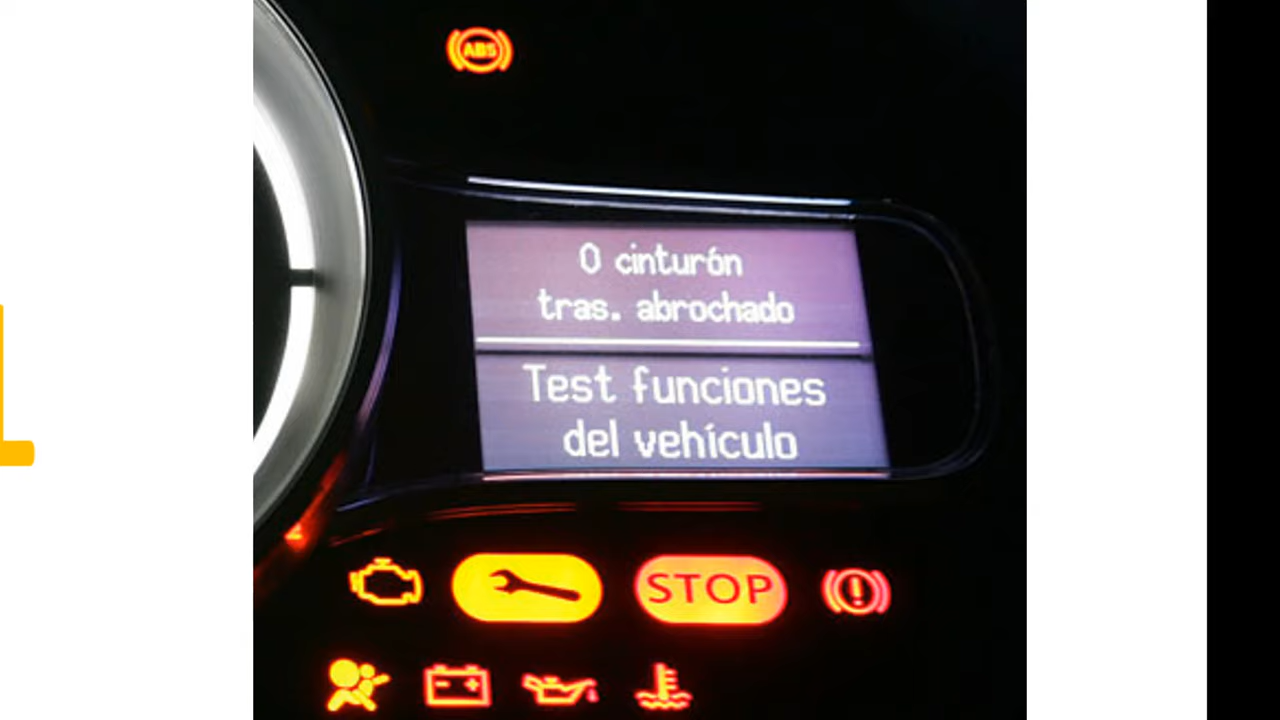 ABS
0 cinturón
tras. abrochado
Test funciones
del vehículo
STOP